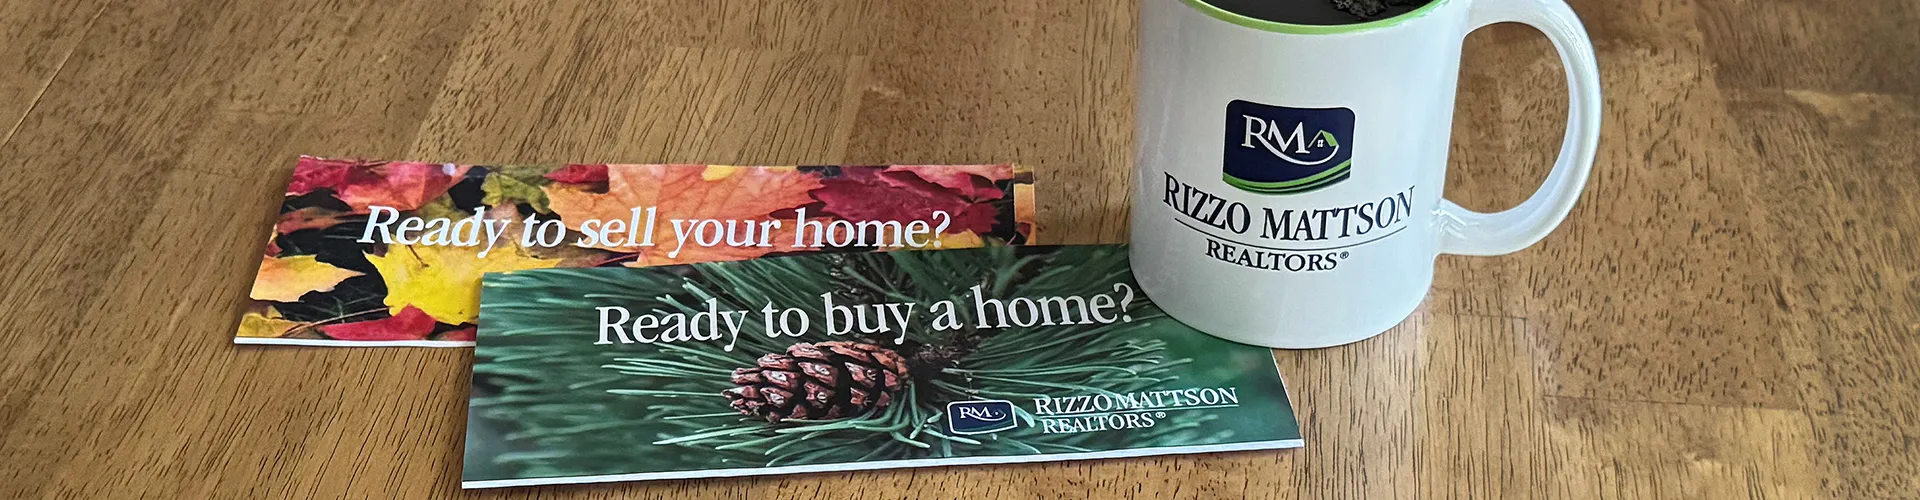 Ready to sell your home?
Ready to buy a home?
RM
RIZZO MATTSON
REALTORS®
RM
RIZZO MATTSON
REALTORS®